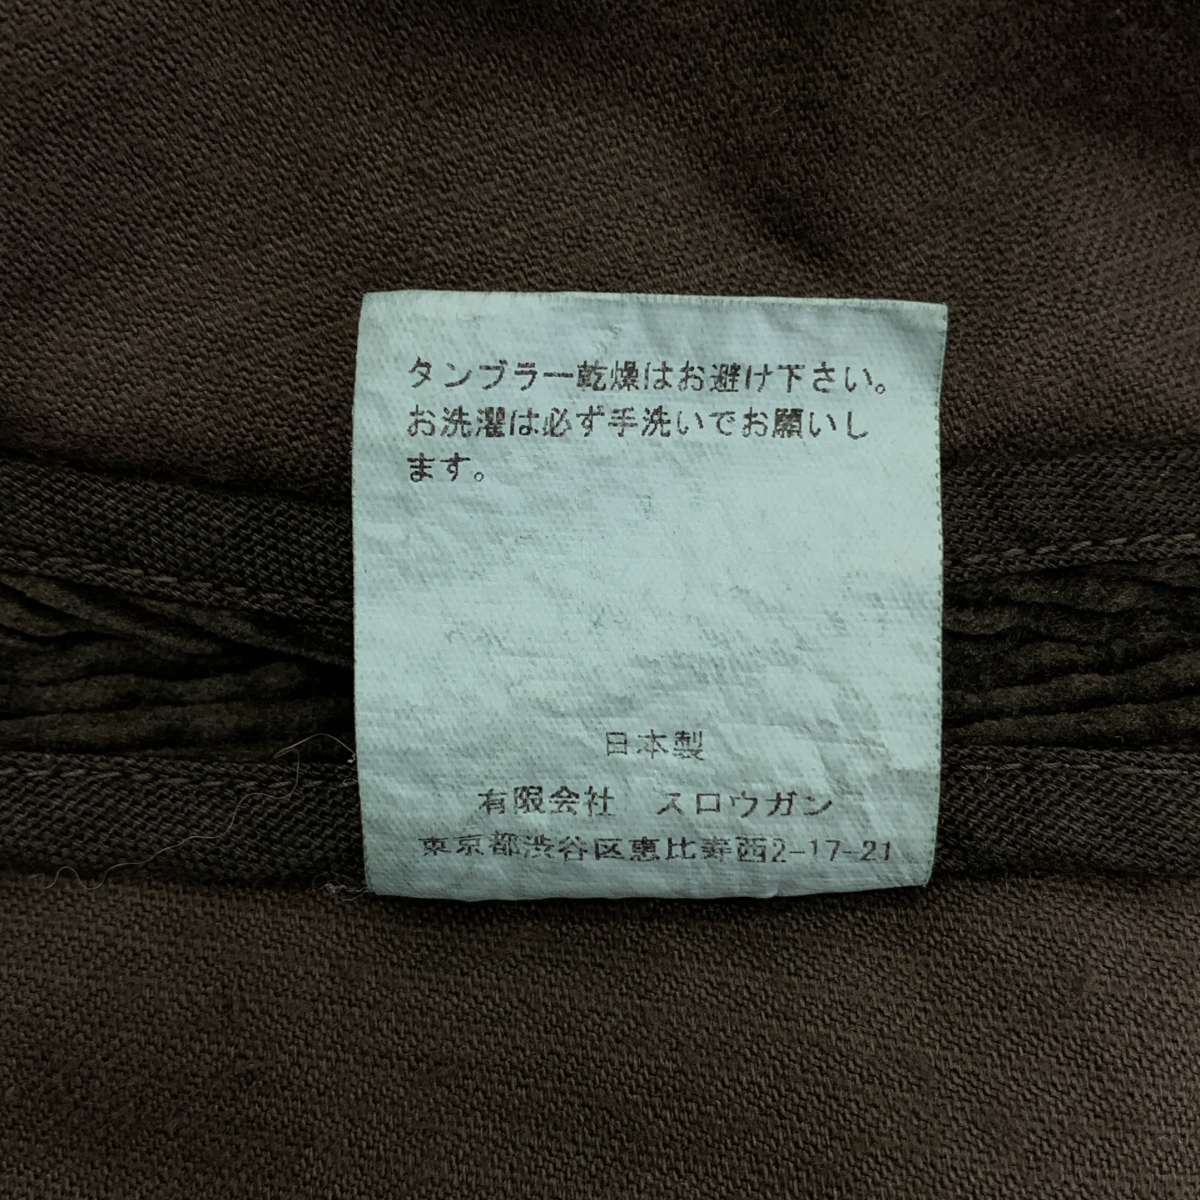 タンブラー乾燥はお避け下さい。
お洗濯は必ず手洗いでお願いし
ます。
日本製
有限会社　スロウガン
東京都渋谷区恵比寿西2-17-21